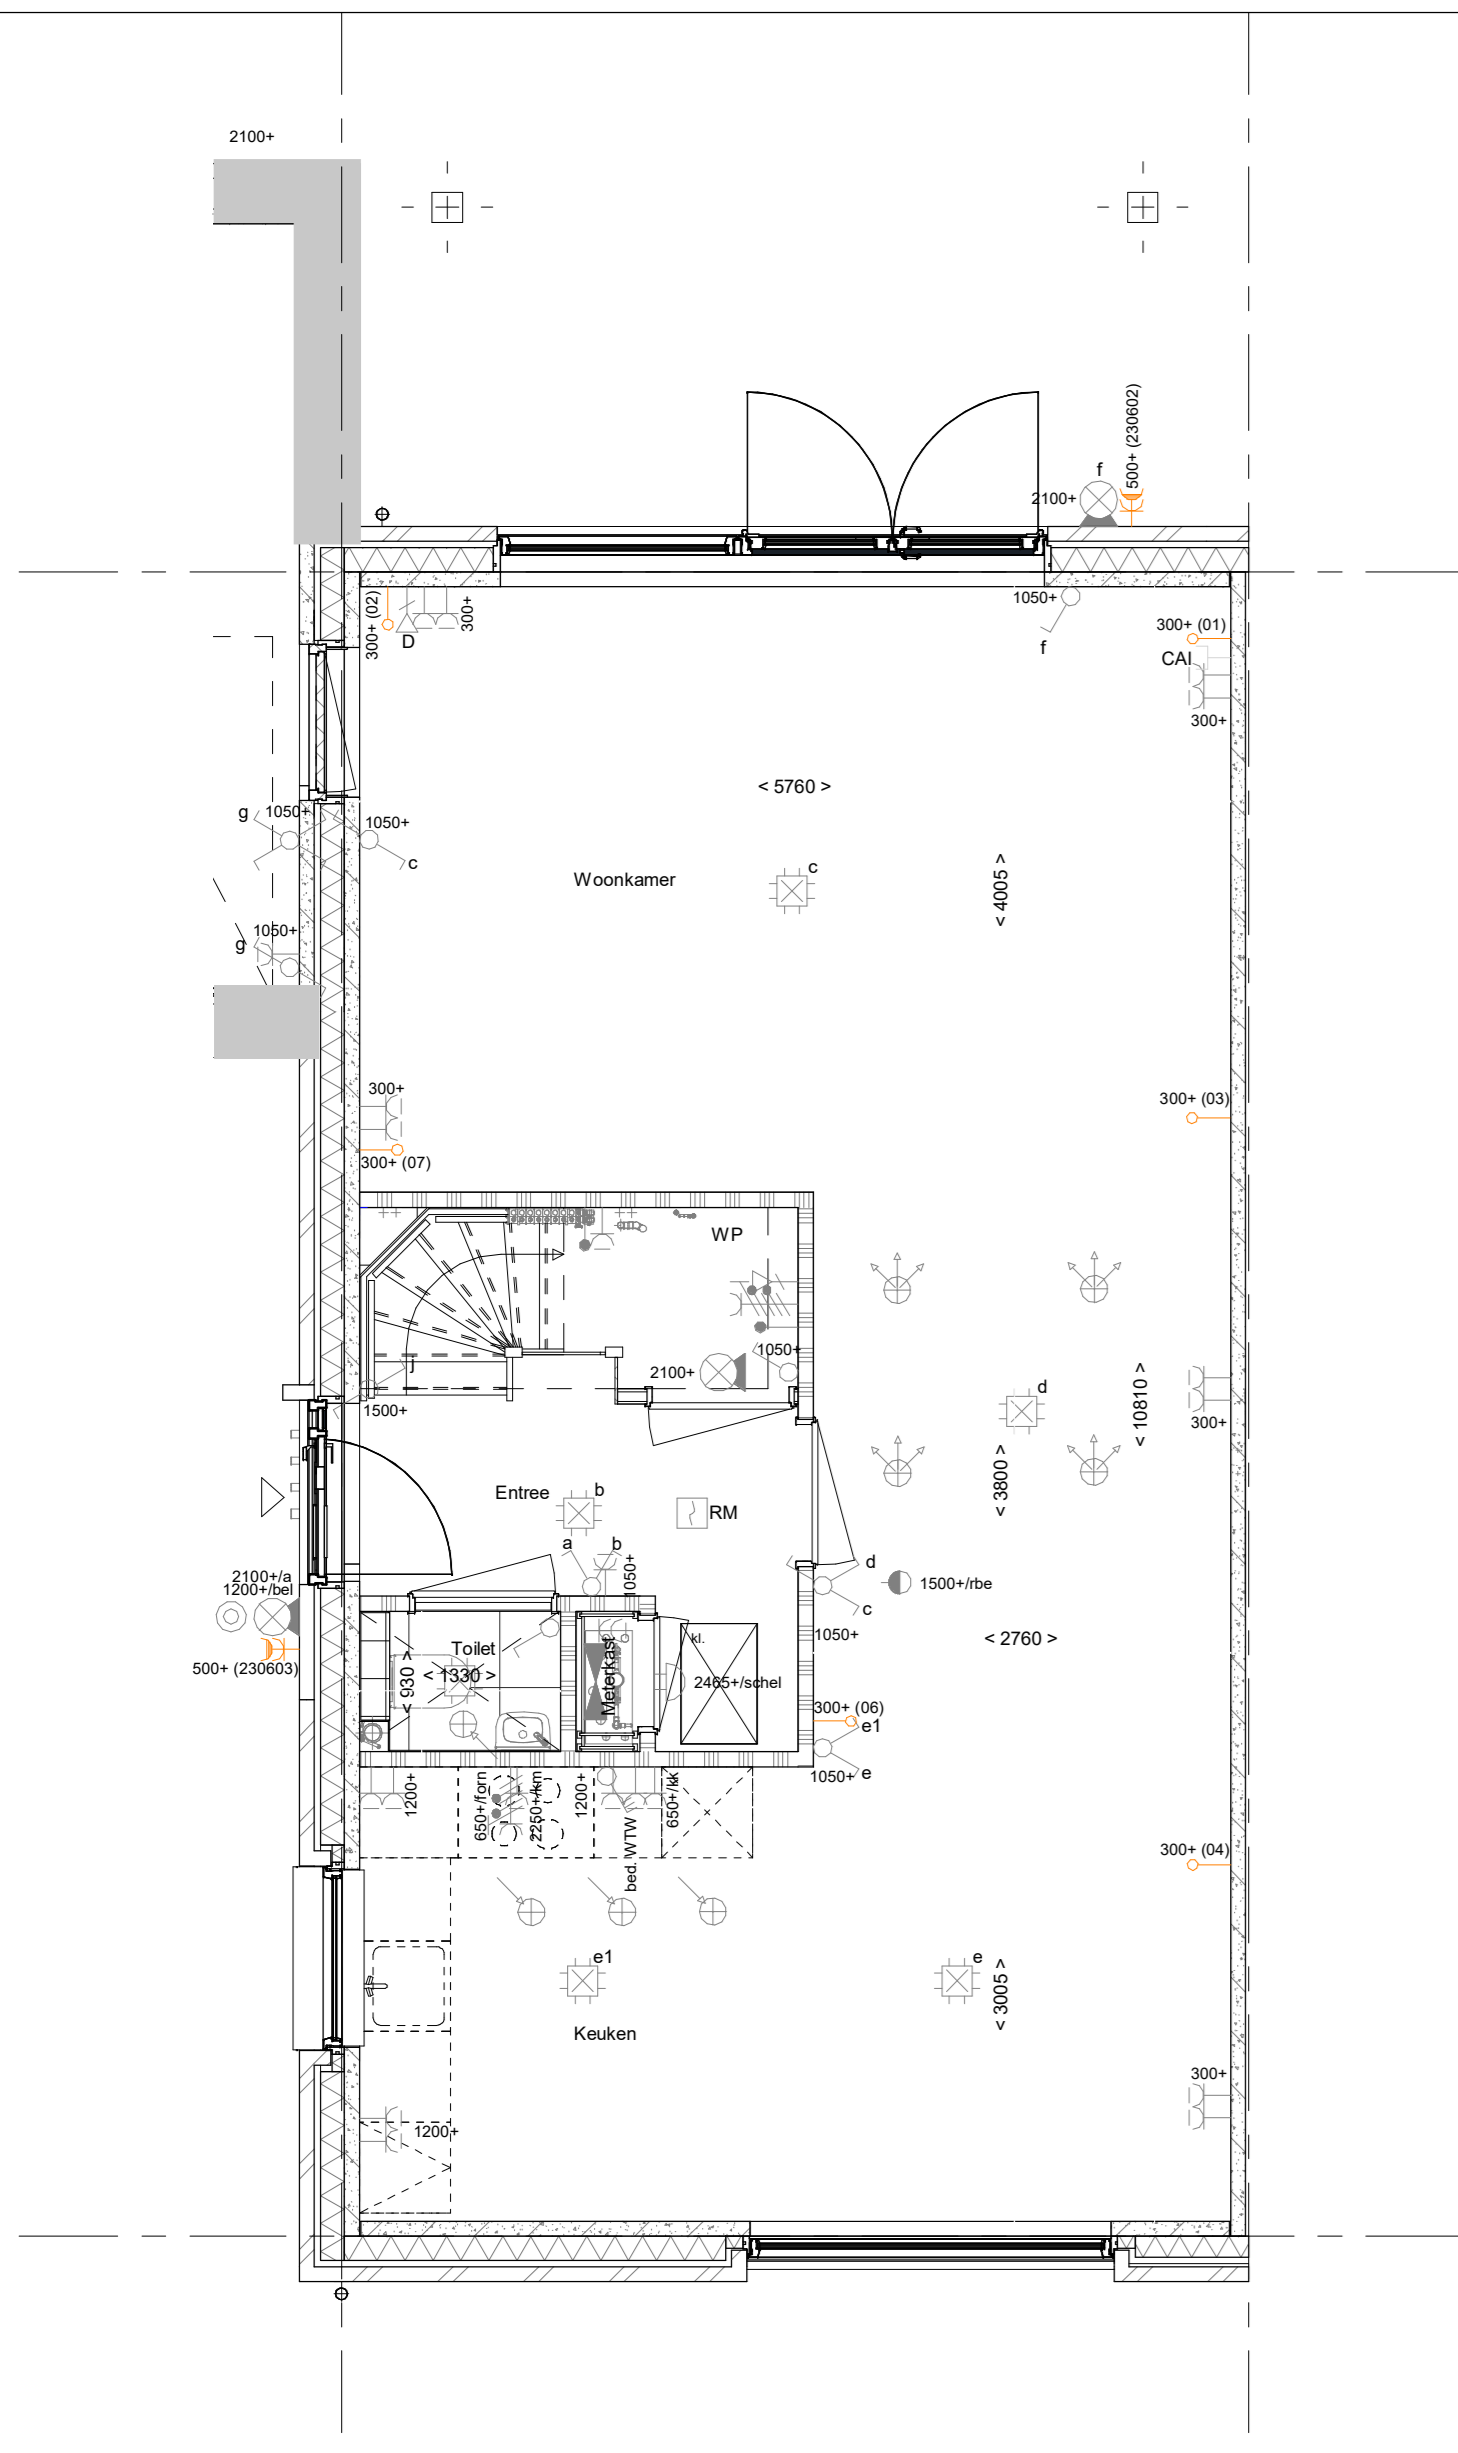 2100+
500+ (230602)
f
2100+
300+ (02)
D
300+
1050+
f
300+ (01)
CAI
300+
< 5760 >
g
1050+
1050+
c
Woonkamer
c
< 4005 >
1050+
g
300+
300+ (07)
300+ (03)
WP
j
1500+
2100+
1050+
d
< 10810 >
300+
< 3800 >
Entree
b
RM
a
b
1050+
d
c
1050+
1500+/rbe
2100+/a
1200+/bel
500+ (230603)
Toilet
< 930 >
< 1330 >
Meterkast
kl.
2465+/schel
< 2760 >
300+ (06)
e1
e
1050+
1200+
650+/forn
2250+/km
1200+
bed. WTW
650+/kk
300+ (04)
e1
e
< 3005 >
Keuken
300+
1200+